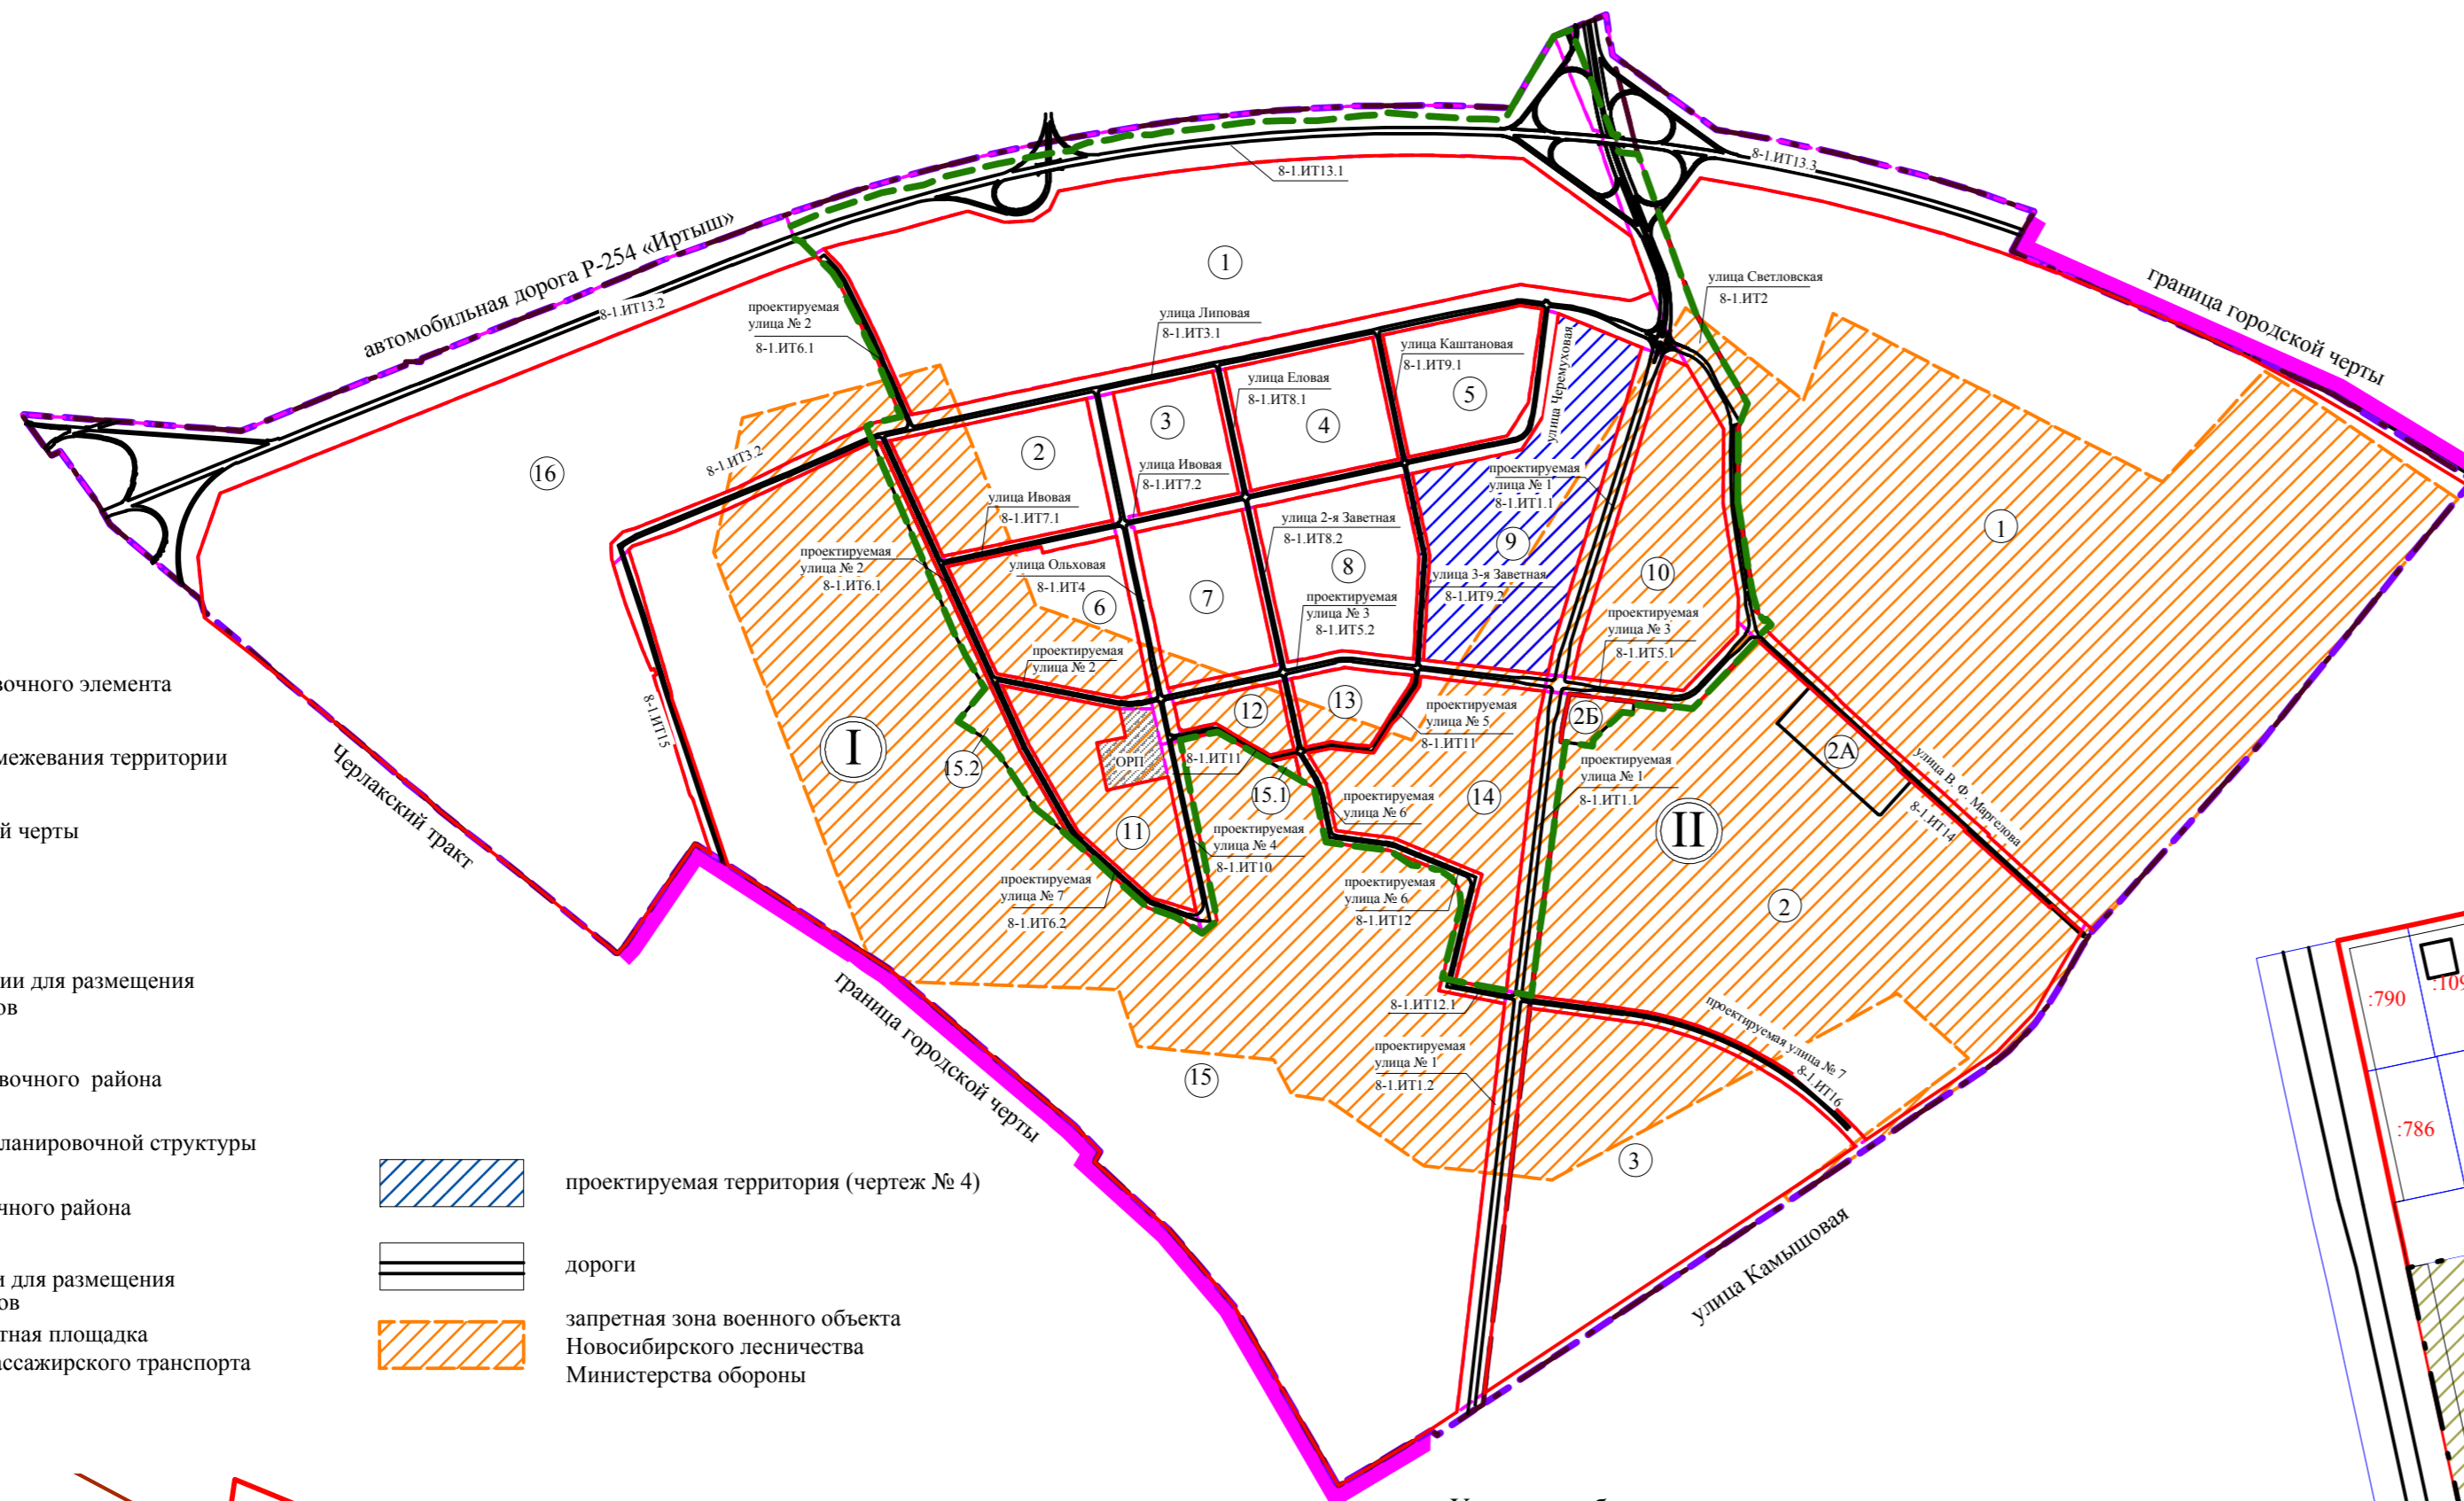 автомобильная дорога Р-254 «Иртыш»
8-1.ИТ13.2
8-1.ИТ13.1
8-1.ИТ13.3
граница городской черты
улица Светловская
8-1.ИТ2
1
проектируемая
улица № 2
8-1.ИТ6.1
улица Липовая
8-1.ИТ3.1
улица Каштановая
8-1.ИТ9.1
5
улица Черемуховая
улица Еловая
8-1.ИТ8.1
3
4
2
16
8-1.ИТ3.2
улица Ивовая
8-1.ИТ7.2
улица Ивовая
8-1.ИТ7.1
проектируемая
улица № 1
8-1.ИТ1.1
улица 2-я Заветная
8-1.ИТ8.2
9
1
проектируемая
улица № 2
8-1.ИТ6.1
улица Ольховая
8-1.ИТ4
6
7
8
улица 3-я Заветная
8-1.ИТ9.2
10
проектируемая
улица № 3
8-1.ИТ5.2
проектируемая
улица № 3
8-1.ИТ5.1
проектируемая
улица № 2
8-1.ИТ15
Черлакский тракт
I
15.2
ОРП
12
13
8-1.ИТ11
15.1
проектируемая
улица № 5
8-1.ИТ11
2Б
2А
улица В. Ф. Маргелова
8-1.ИТ14
проектируемая
улица № 1
8-1.ИТ1.1
14
проектируемая
улица № 6
II
11
проектируемая
улица № 4
8-1.ИТ10
проектируемая
улица № 7
8-1.ИТ6.2
проектируемая
улица № 6
8-1.ИТ12
2
граница городской черты
8-1.ИТ12.1
проектируемая улица № 7
8-1.ИТ16
проектируемая
улица № 1
8-1.ИТ1.2
15
3
улица Камышовая
вочного элемента
межевания территории
й черты
ии для размещения
ов
вочного района
ланировочной структуры
чного района
и для размещения
ов
тная площадка
ассажирского транспорта
проектируемая территория (чертеж № 4)
дороги
запретная зона военного объекта
Новосибирского лесничества
Министерства обороны
:790
:109
:786